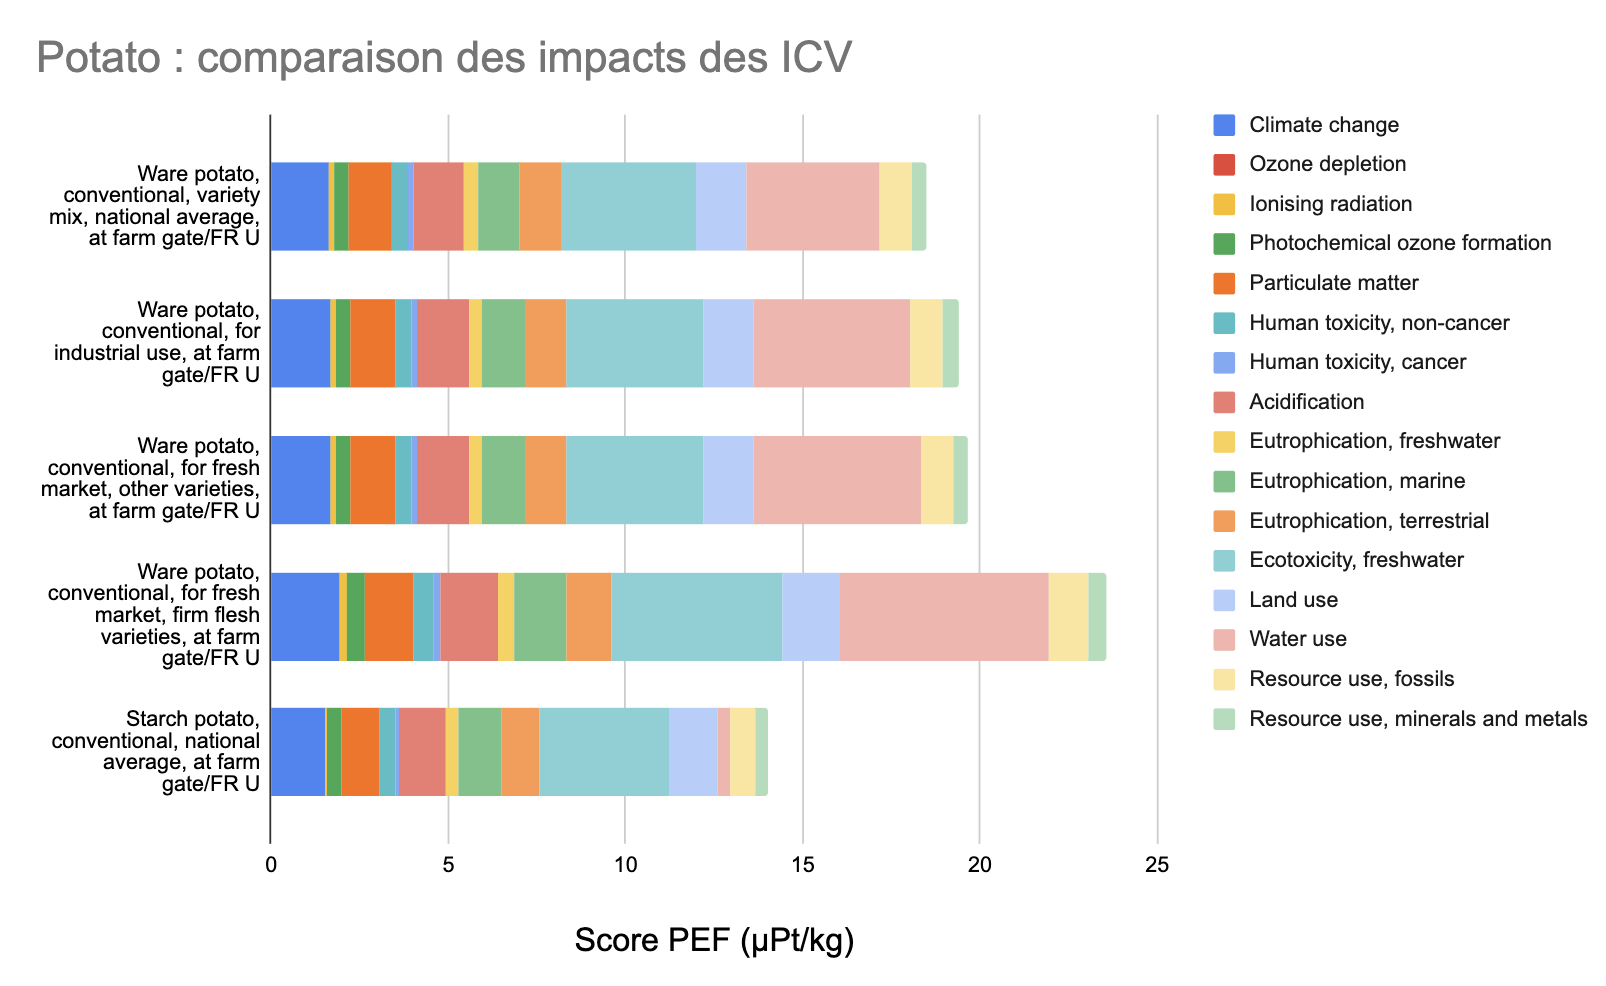 Potato : comparaison des impacts des ICV
Ware potato,
conventional, variety
mix, national average,
at farm gate/FR U
Ware potato,
conventional, for
industrial use, at farm
gate/FR U
Ware potato,
conventional, for fresh
market, other varieties,
at farm gate/FR U
Ware potato,
conventional, for fresh
market, firm flesh
varieties, at farm
gate/FR U
Starch potato,
conventional, national
average, at farm
gate/FR U
0 5 10 15 20 25
Score PEF (µPt/kg)
Climate change
Ozone depletion
Ionising radiation
Photochemical ozone formation
Particulate matter
Human toxicity, non-cancer
Human toxicity, cancer
Acidification
Eutrophication, freshwater
Eutrophication, marine
Eutrophication, terrestrial
Ecotoxicity, freshwater
Land use
Water use
Resource use, fossils
Resource use, minerals and metals